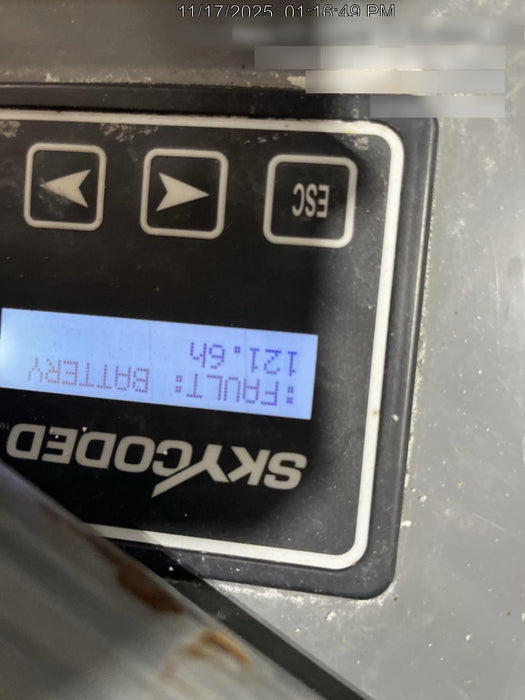 11/17/2025 01:16:49 PM
SKYCODED
:FAULT: BATTERY
121.6h
ESC